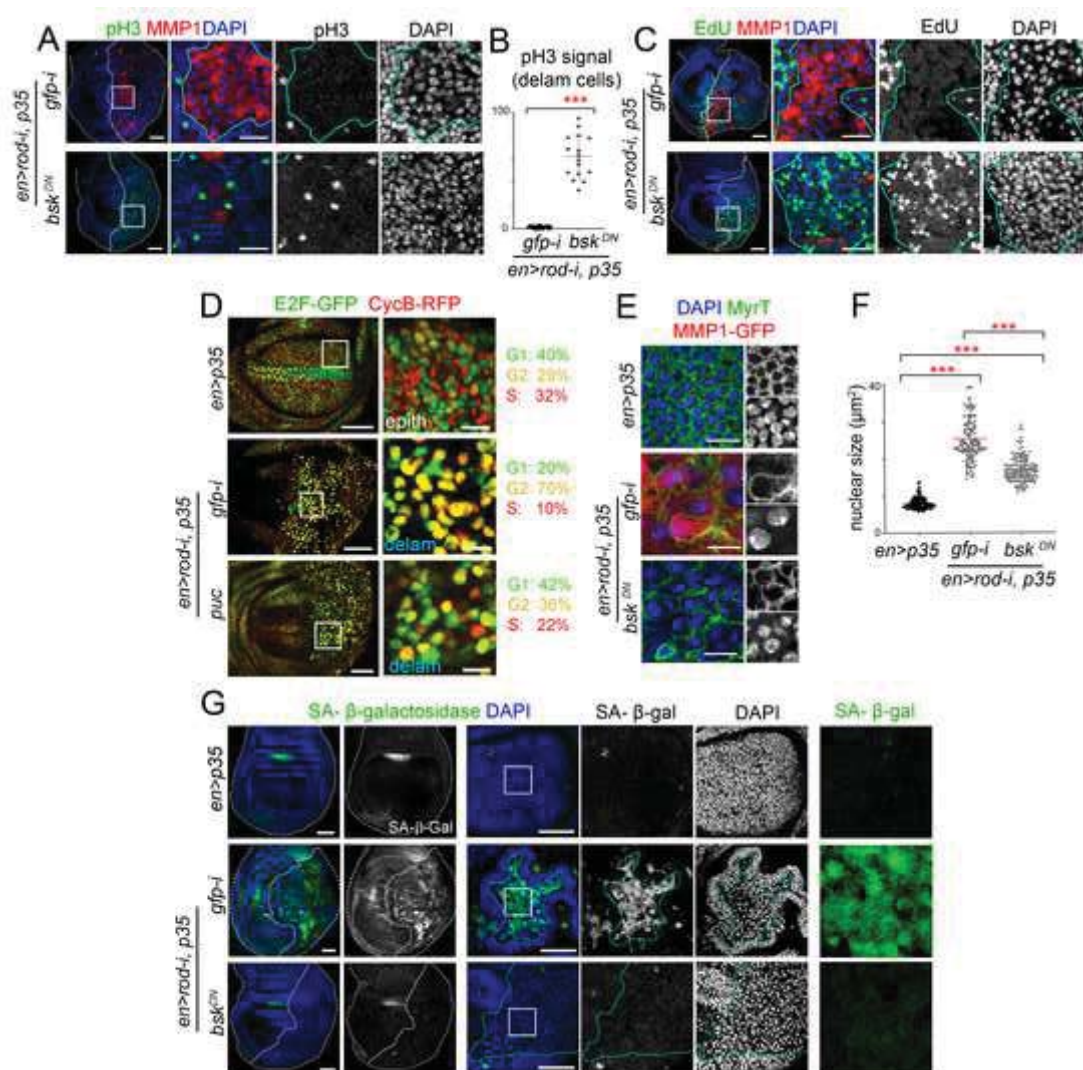 A
pH3 MMP1 DAPI
pH3
DAPI
en>rod-i, p35
gfp-i
bsk DN
B
pH3 signal
(delam cells)
100
***
0
gfp-i bsk DN
en>rod-i, p35
C
EdU MMP1 DAPI
EdU
DAPI
en>rod-i, p35
gfp-i
bsk DN
D
E2F-GFP CycB-RFP
en>p35
epith
G1: 40%
G2: 28%
S: 32%
en>rod-i, p35
gfp-i
delam
G1: 20%
G2: 70%
S: 10%
puc
delam
G1: 42%
G2: 36%
S: 22%
E
DAPI MyrT
MMP1-GFP
en>p35
en>rod-i, p35
gfp-i
bsk DN
F
nuclear size (µm²)
40
0
***
***
***
en>p35 gfp-i bsk DN
en>rod-i, p35
G
SA- β-galactosidase DAPI
SA- β-gal
DAPI
SA- β-gal
en>p35
SA-β-Gal
en>rod-i, p35
gfp-i
bsk DN